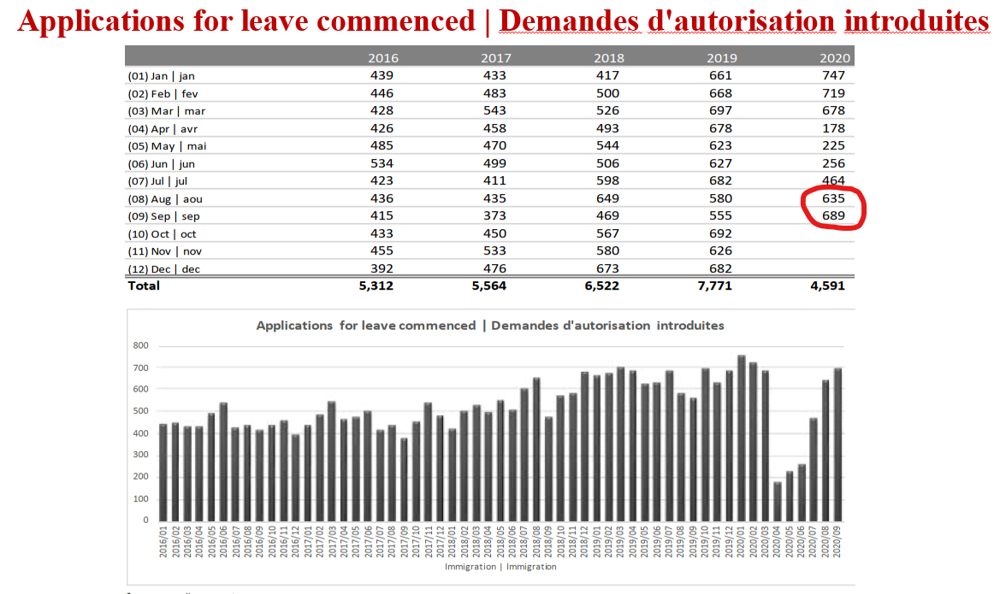 Applications for leave commenced | Demandes d'autorisation introduites
2016 2017 2018 2019 2020
(01) Jan | jan 439 433 417 661 747
(02) Feb | fev 446 483 500 668 719
(03) Mar | mar 428 543 526 697 678
(04) Apr | avr 426 458 493 678 178
(05) May | mai 485 470 544 623 225
(06) Jun | jun 534 499 506 627 256
(07) Jul | jul 423 411 598 682 464
(08) Aug | aou 436 435 649 580 635
(09) Sep | sep 415 373 469 555 689
(10) Oct | oct 433 450 567 692
(11) Nov | nov 455 533 580 626
(12) Dec | dec 392 476 673 682
Total 5,312 5,564 6,522 7,771 4,591
Applications for leave commenced | Demandes d'autorisation introduites
800
700
600
500
400
300
200
100
0
2016/01 2016/02 2016/03 2016/04 2016/05 2016/06 2016/07 2016/08 2016/09 2016/10 2016/11 2016/12 2017/01 2017/02 2017/03 2017/04 2017/05 2017/06 2017/07 2017/08 2017/09 2017/10 2017/11 2017/12 2018/01 2018/02 2018/03 2018/04 2018/05 2018/06 2018/07 2018/08 2018/09 2018/10 2018/11 2018/12 2019/01 2019/02 2019/03 2019/04 2019/05 2019/06 2019/07 2019/08 2019/09 2019/10 2019/11 2019/12 2020/01 2020/02 2020/03 2020/04 2020/05 2020/06 2020/07 2020/08 2020/09
Immigration | Immigration